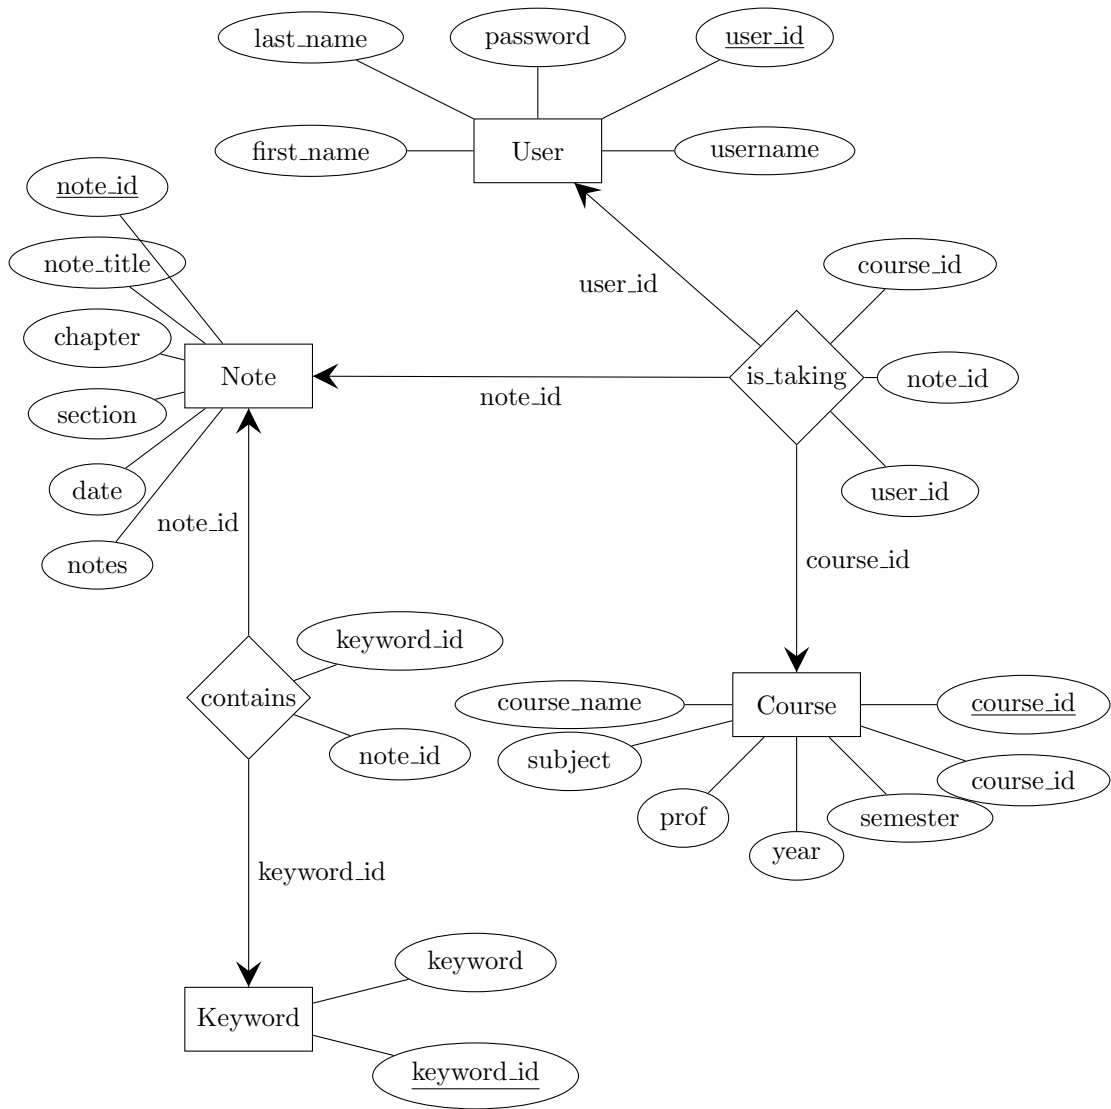 last_name
password
user_id
first_name
User
username
note_id
note_title
chapter
Note
section
date
notes
user_id
course_id
is_taking
note_id
note_id
user_id
note_id
course_id
keyword_id
contains
note_id
course_name
Course
course_id
subject
course_id
prof
semester
year
keyword_id
keyword
Keyword
keyword_id